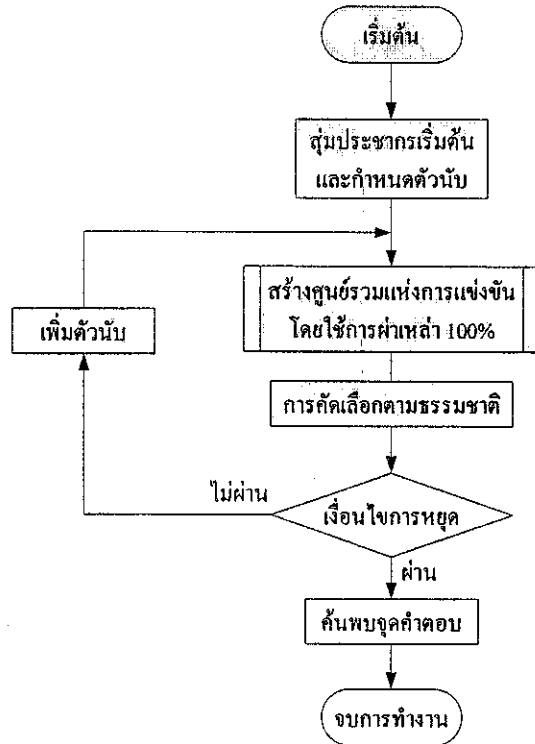 เริ่มต้น
สุ่มประชากรเริ่มต้น
และกำหนดตัวนับ
สร้างศูนย์รวมแห่งการแข่งขัน
โดยใช้การผ่าเหล่า 100%
เพิ่มตัวนับ
การคัดเลือกตามธรรมชาติ
ไม่ผ่าน
เงื่อนไขการหยุด
ผ่าน
ค้นพบจุดคำตอบ
จบการทำงาน